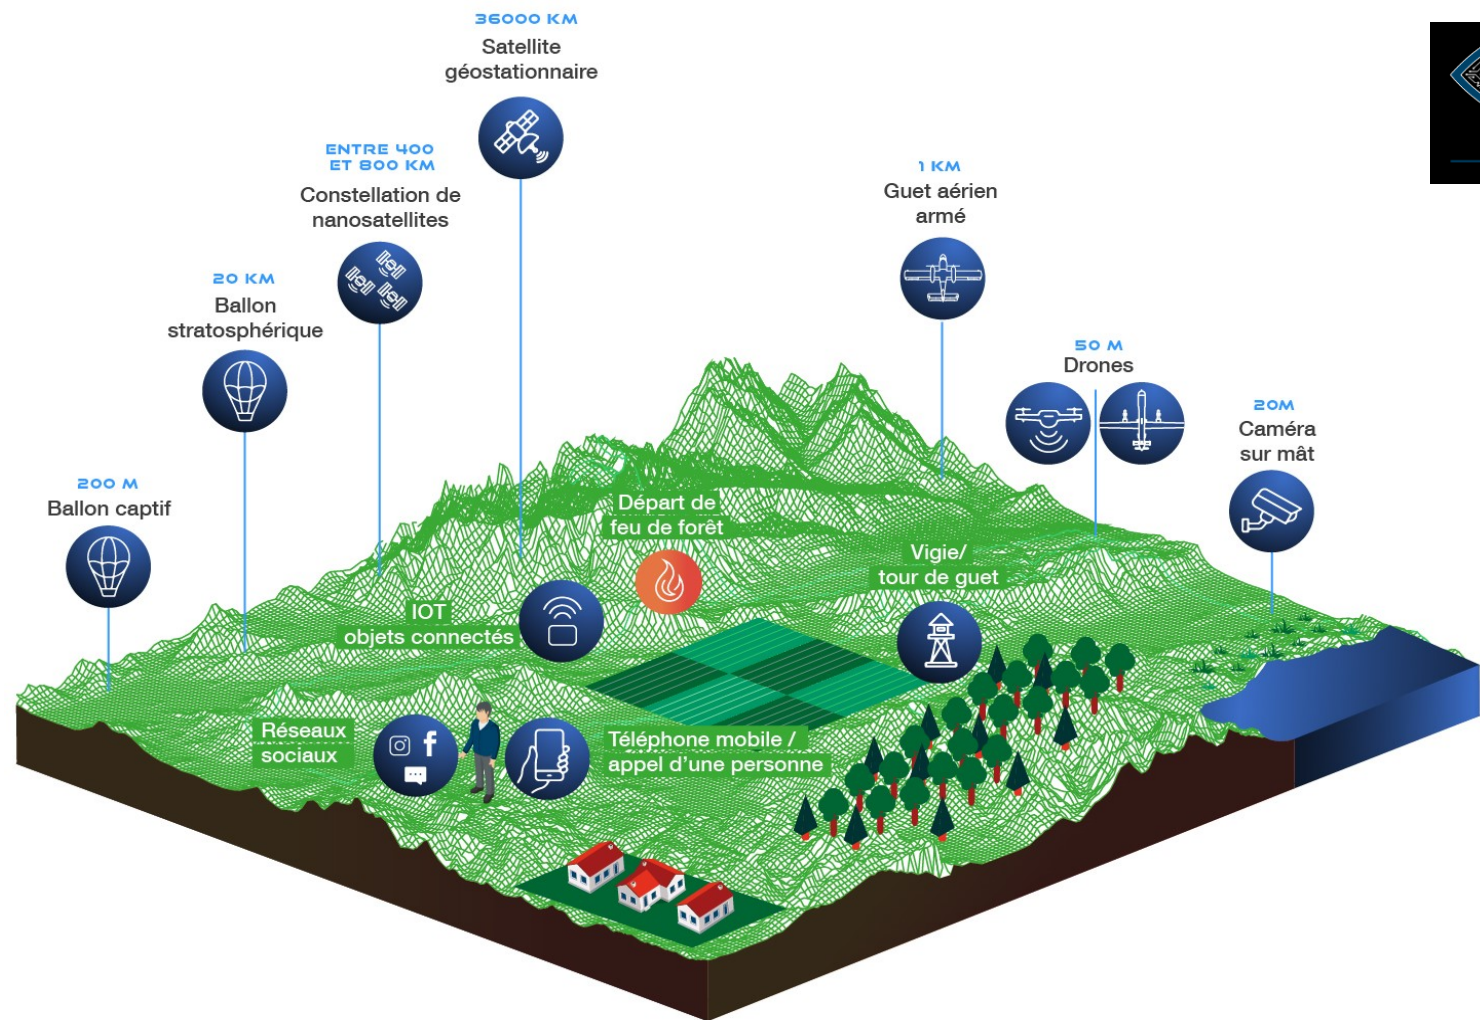 36000 KM
Satellite
géostationnaire
ENTRE 400
ET 800 KM
Constellation de
nanosatellites
1 KM
Guet aérien
armé
20 KM
Ballon
stratosphérique
50 M
Drones
20M
Caméra
sur mât
200 M
Ballon captif
Départ de
feu de forêt
Vigie/
tour de guet
IOT
objets connectés
Réseaux
sociaux
Téléphone mobile /
appel d'une personne